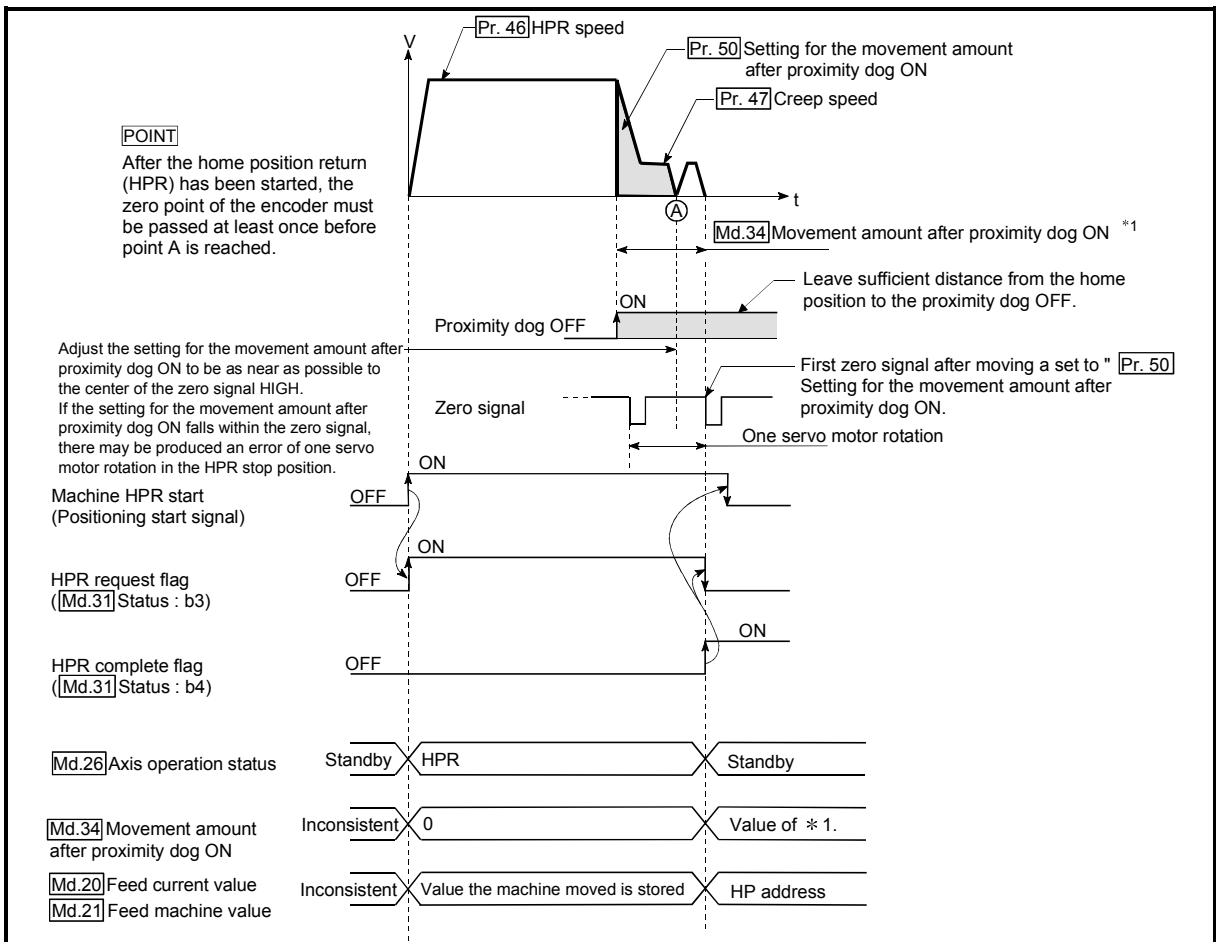 V
Pr. 46 HPR speed
Pr. 50 Setting for the movement amount
after proximity dog ON
Pr. 47 Creep speed
POINT
After the home position return
(HPR) has been started, the
zero point of the encoder must
be passed at least once before
point A is reached.
t
A
Md.34 Movement amount after proximity dog ON *1
Leave sufficient distance from the home
position to the proximity dog OFF.
ON
Proximity dog OFF
Adjust the setting for the movement amount after
proximity dog ON to be as near as possible to
the center of the zero signal HIGH.
If the setting for the movement amount after
proximity dog ON falls within the zero signal,
there may be produced an error of one servo
motor rotation in the HPR stop position.
First zero signal after moving a set to " Pr. 50
Setting for the movement amount after
proximity dog ON.
Zero signal
One servo motor rotation
ON
Machine HPR start
(Positioning start signal)
OFF
ON
HPR request flag
(Md.31 Status : b3)
OFF
ON
HPR complete flag
(Md.31 Status : b4)
OFF
Md.26 Axis operation status
Standby
HPR
Standby
Md.34 Movement amount
after proximity dog ON
Inconsistent
0
Value of *1.
Md.20 Feed current value
Md.21 Feed machine value
Inconsistent
Value the machine moved is stored
HP address